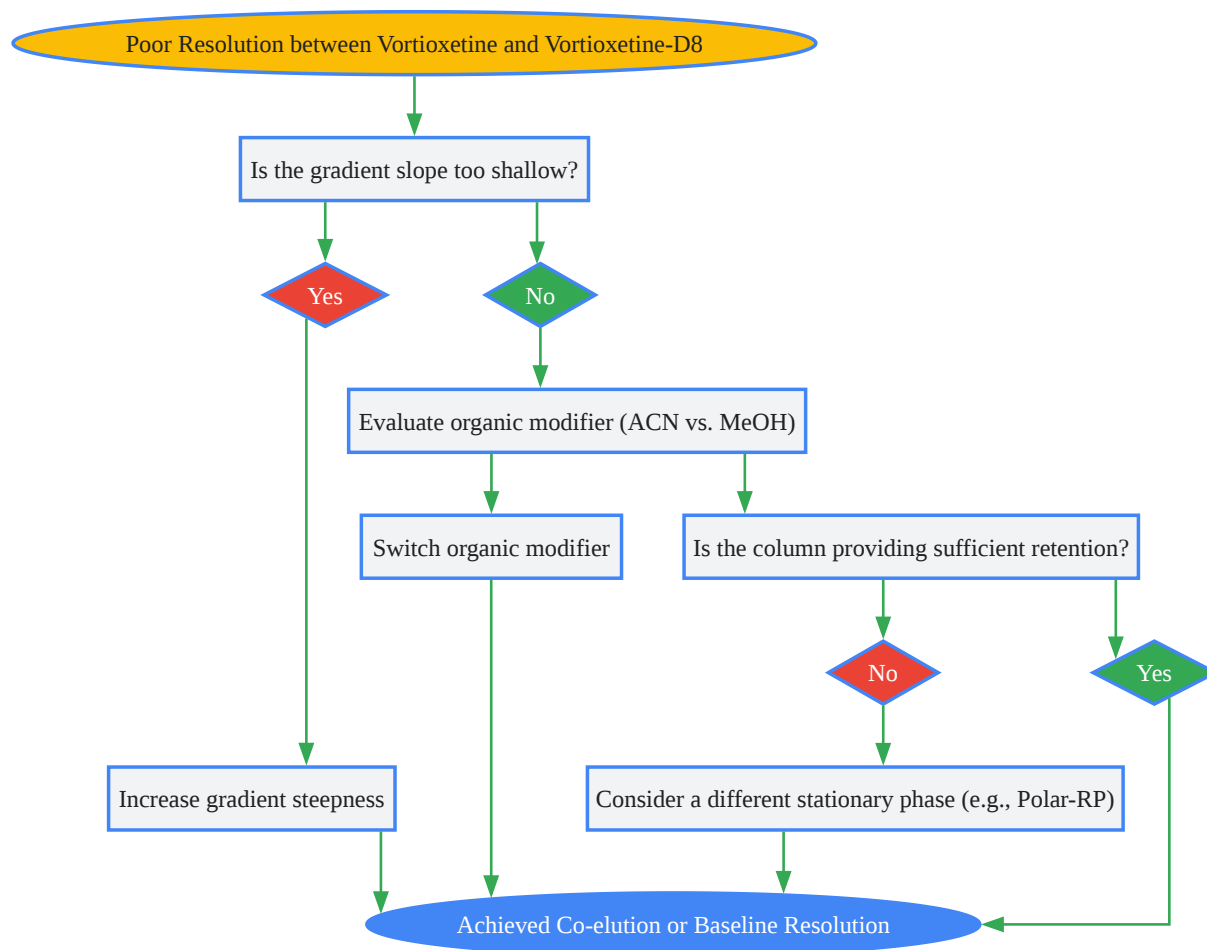 Poor Resolution between Vortioxetine and Vortioxetine-D8
Is the gradient slope too shallow?
Yes
No
Evaluate organic modifier (ACN vs. MeOH)
Switch organic modifier
Is the column providing sufficient retention?
No
Yes
Increase gradient steepness
Consider a different stationary phase (e.g., Polar-RP)
Achieved Co-elution or Baseline Resolution